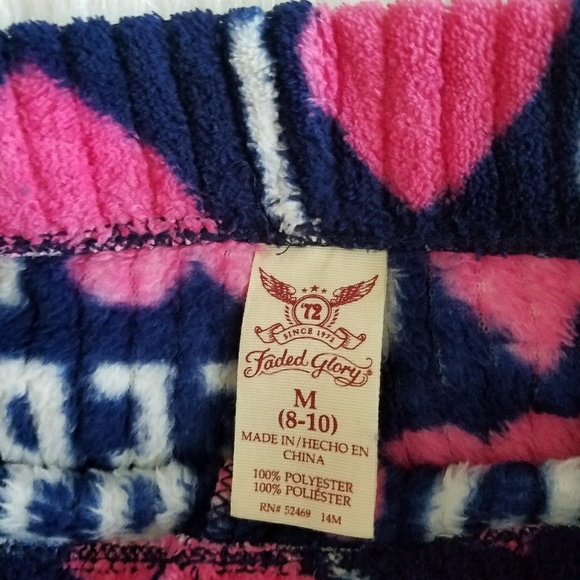 '72
SINCE 1972
Faded Glory®
M
(8-10)
MADE IN/HECHO EN
CHINA
100% POLYESTER
100% POLIÉSTER
RN# 52469 14M